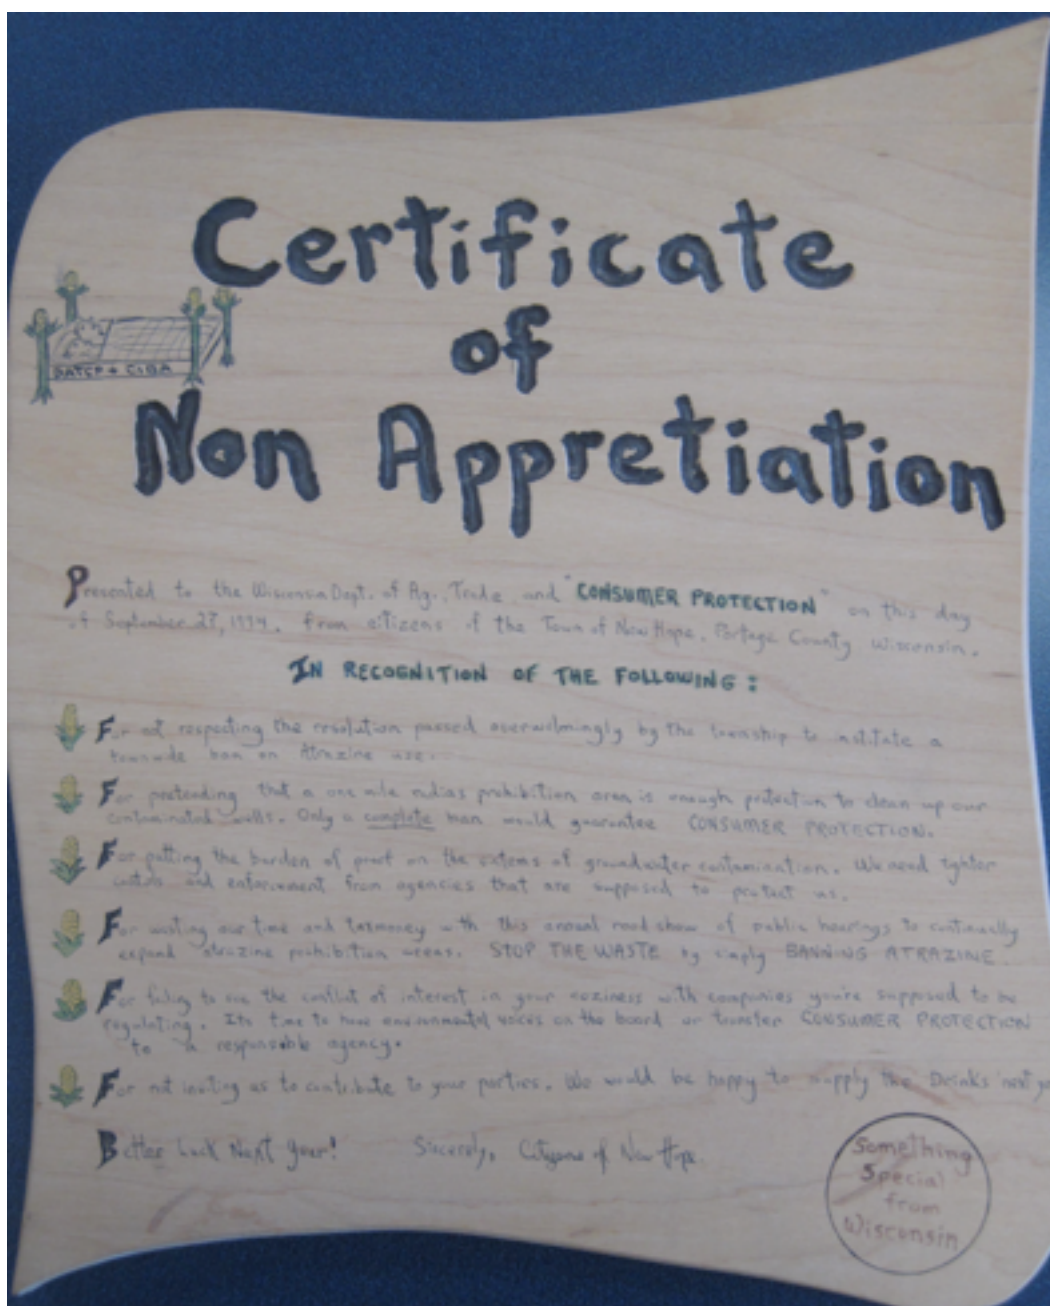 Certificate
of
DATCP + CIBA
Non Appretiation
Presented to the Wisconsin Dept. of Ag., Trade and "CONSUMER PROTECTION" on this day
of September 27, 1994, from citizens of the Town of New Hope, Portage County Wisconsin.
IN RECOGNITION OF THE FOLLOWING:
For not respecting the resolution passed overwilmingly by the township to institute a
townwide ban on Atrazine use.
For pretending that a one mile radias prohibition area is enough protection to clean up our
contaminated wells. Only a complete ban would guarantee CONSUMER PROTECTION.
For putting the burden of proof on the of groundwater contamination. We need tighter
and enforcement from agencies that are supposed to protect us.
For wasting our time and taxmoney with this annual road show of public hearings to continually
expand atrazine prohibition areas. STOP THE WASTE by simply BANNING ATRAZINE
For failing to see the conflict of interest in your coziness with companies you're supposed to be
regulating. Its time to have environmental voices on the board or transfer CONSUMER PROTECTION
to a responsable agency.
For not inviting us to contribute to your parties. We would be happy to supply the Drinks next
Better Luck Next Year! Sincerely, Citizens of New Hope.
Something
Special
from
Wisconsin